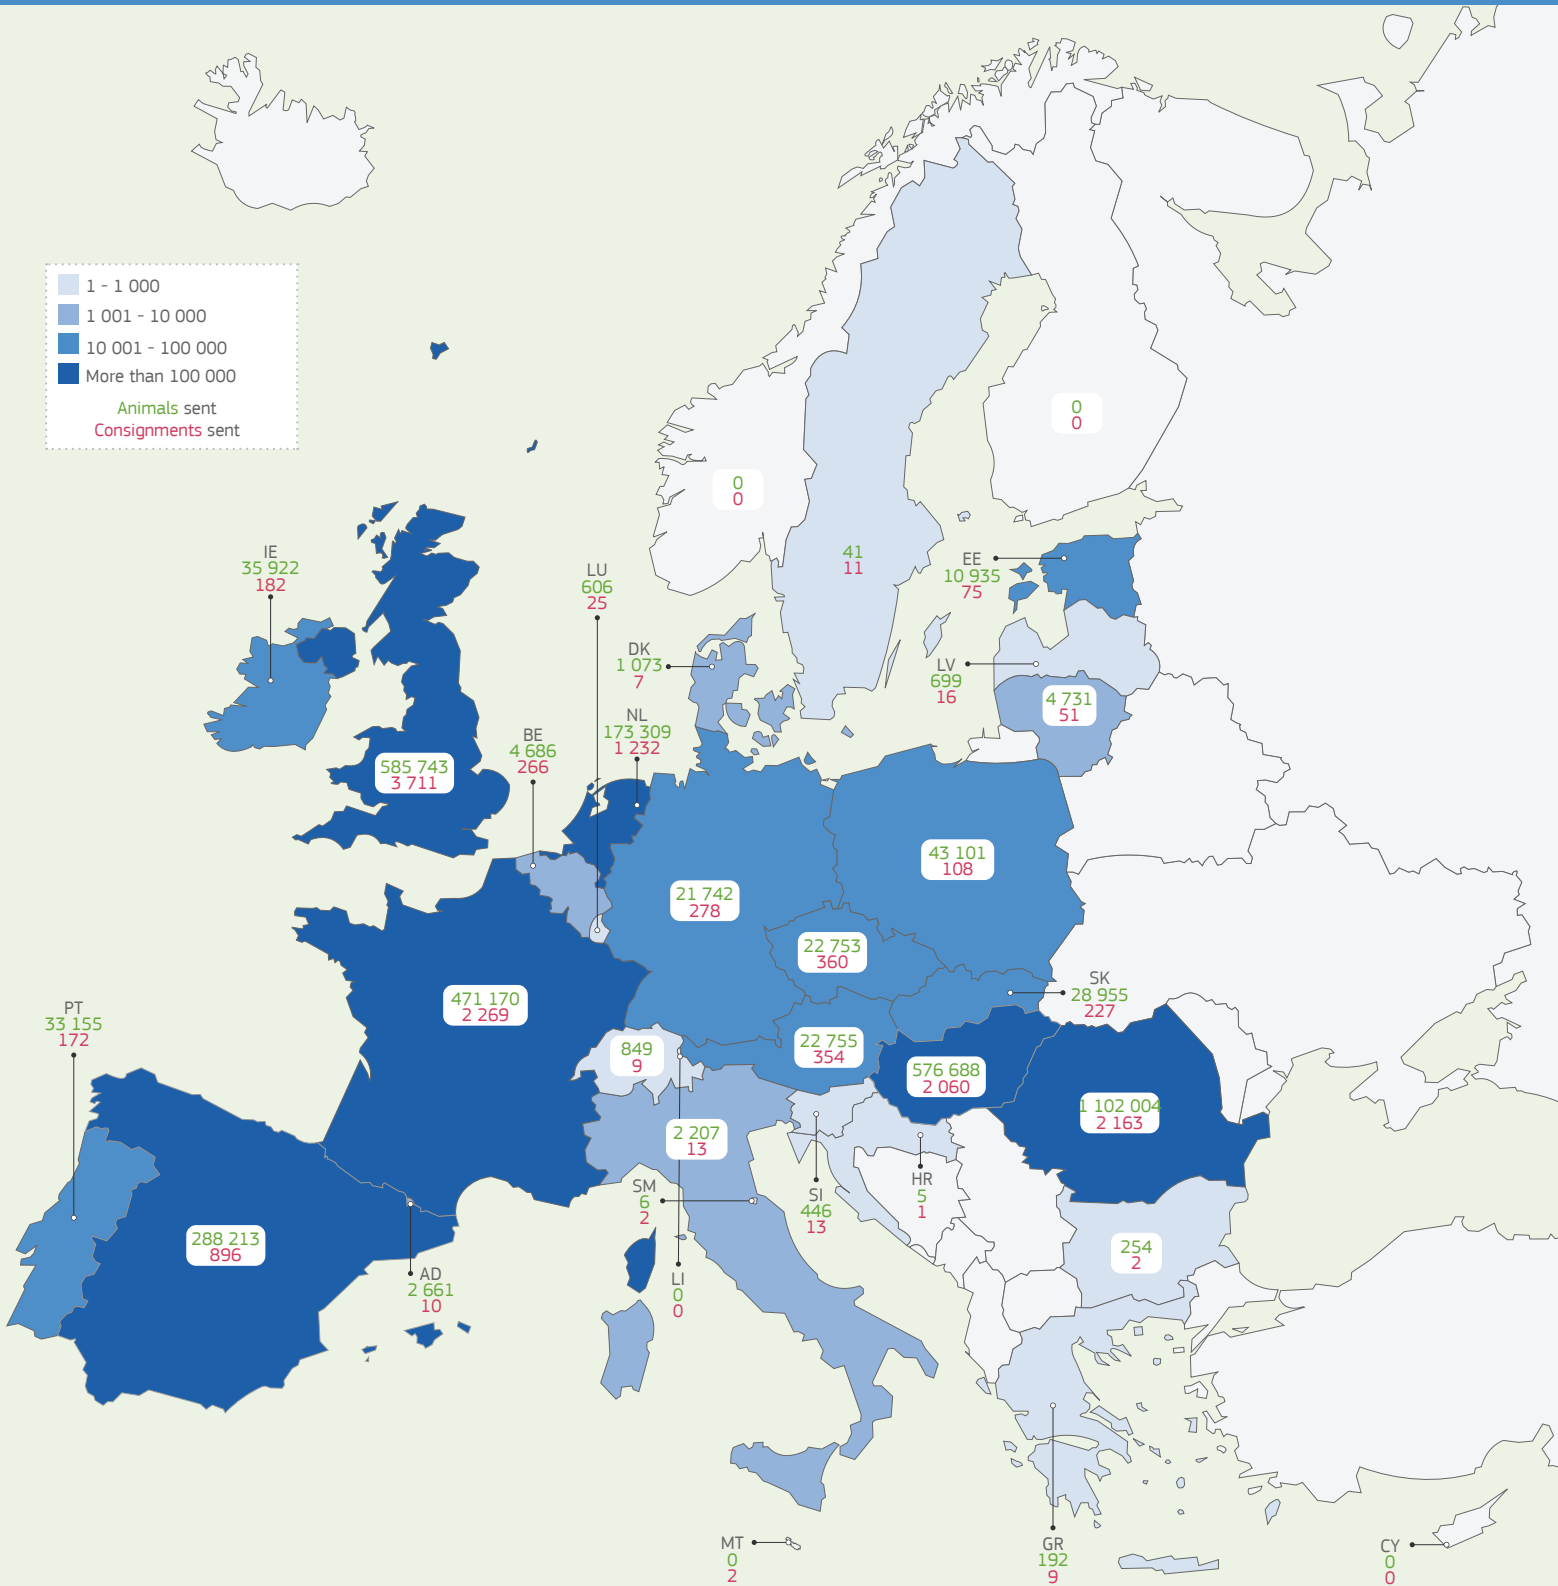 1 - 1 000
1 001 - 10 000
10 001 - 100 000
More than 100 000
Animals sent
Consignments sent
0
0
0
0
41
11
IE
35 922
182
LU
606
25
EE
10 935
75
DK
1 073
7
LV
699
16
4 731
51
NL
173 309
1 232
BE
4 686
266
585 743
3 711
43 101
108
21 742
278
22 753
360
SK
28 955
227
471 170
2 269
PT
33 155
172
849
9
22 755
354
576 688
2 060
1 102 004
2 163
2 207
13
SM
6
2
SI
446
13
HR
5
1
288 213
896
254
2
AD
2 661
10
LI
0
0
MT
0
2
GR
192
9
CY
0
0